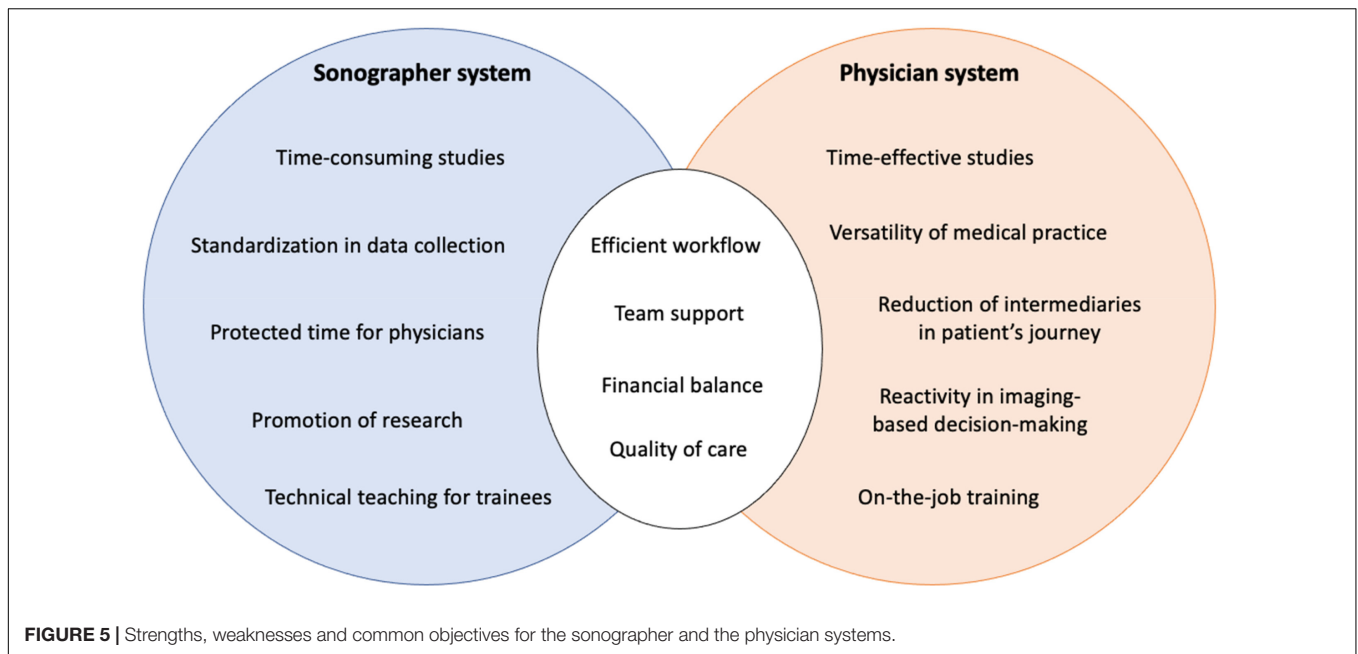 Sonographer system
Time-consuming studies
Standardization in data collection
Protected time for physicians
Promotion of research
Technical teaching for trainees
Efficient workflow
Team support
Financial balance
Quality of care
Physician system
Time-effective studies
Versatility of medical practice
Reduction of intermediaries
in patient's journey
Reactivity in imaging-
based decision-making
On-the-job training
FIGURE 5 | Strengths, weaknesses and common objectives for the sonographer and the physician systems.